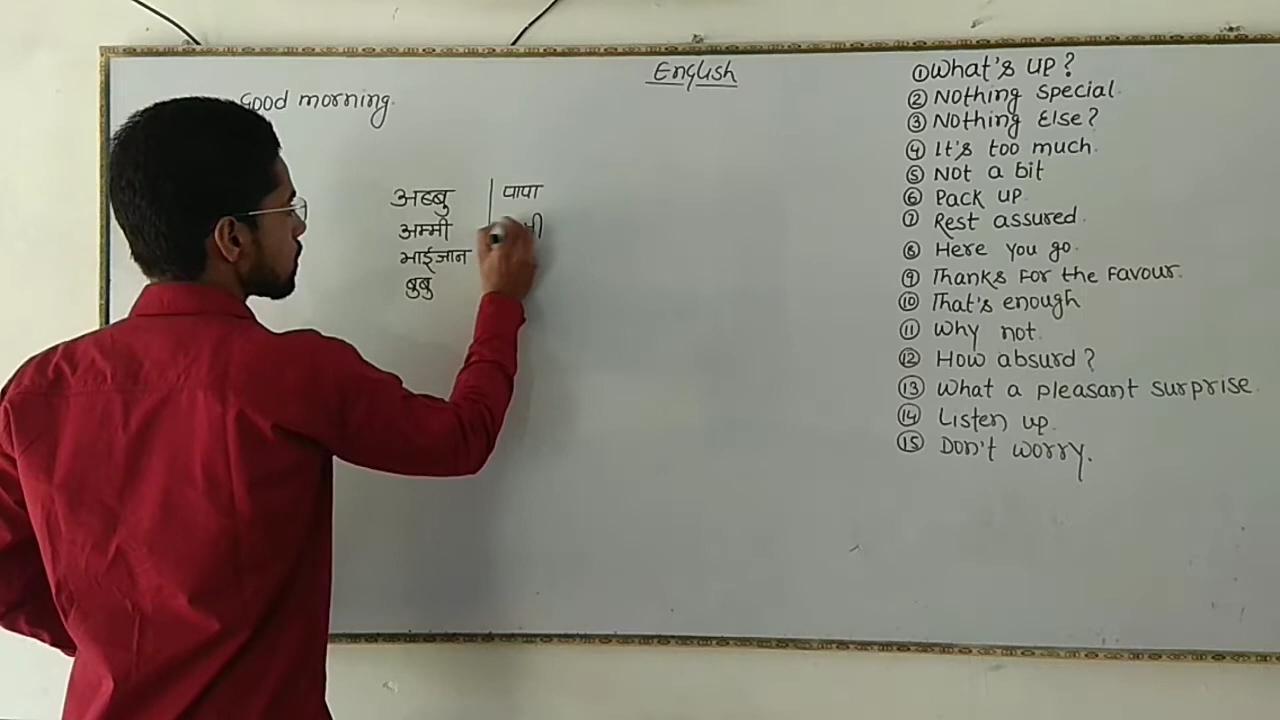 English
Good morning.
अब्बु | पापा
अम्मी
भाईजान
बुबु
① What's up?
② Nothing special.
③ Nothing Else?
④ It's too much.
⑤ Not a bit
⑥ Pack up.
⑦ Rest assured.
⑧ Here you go.
⑨ Thanks for the Favour.
⑩ That's enough
⑪ Why not.
⑫ How absurd?
⑬ What a pleasant surprise.
⑭ Listen up.
⑮ Don't worry.